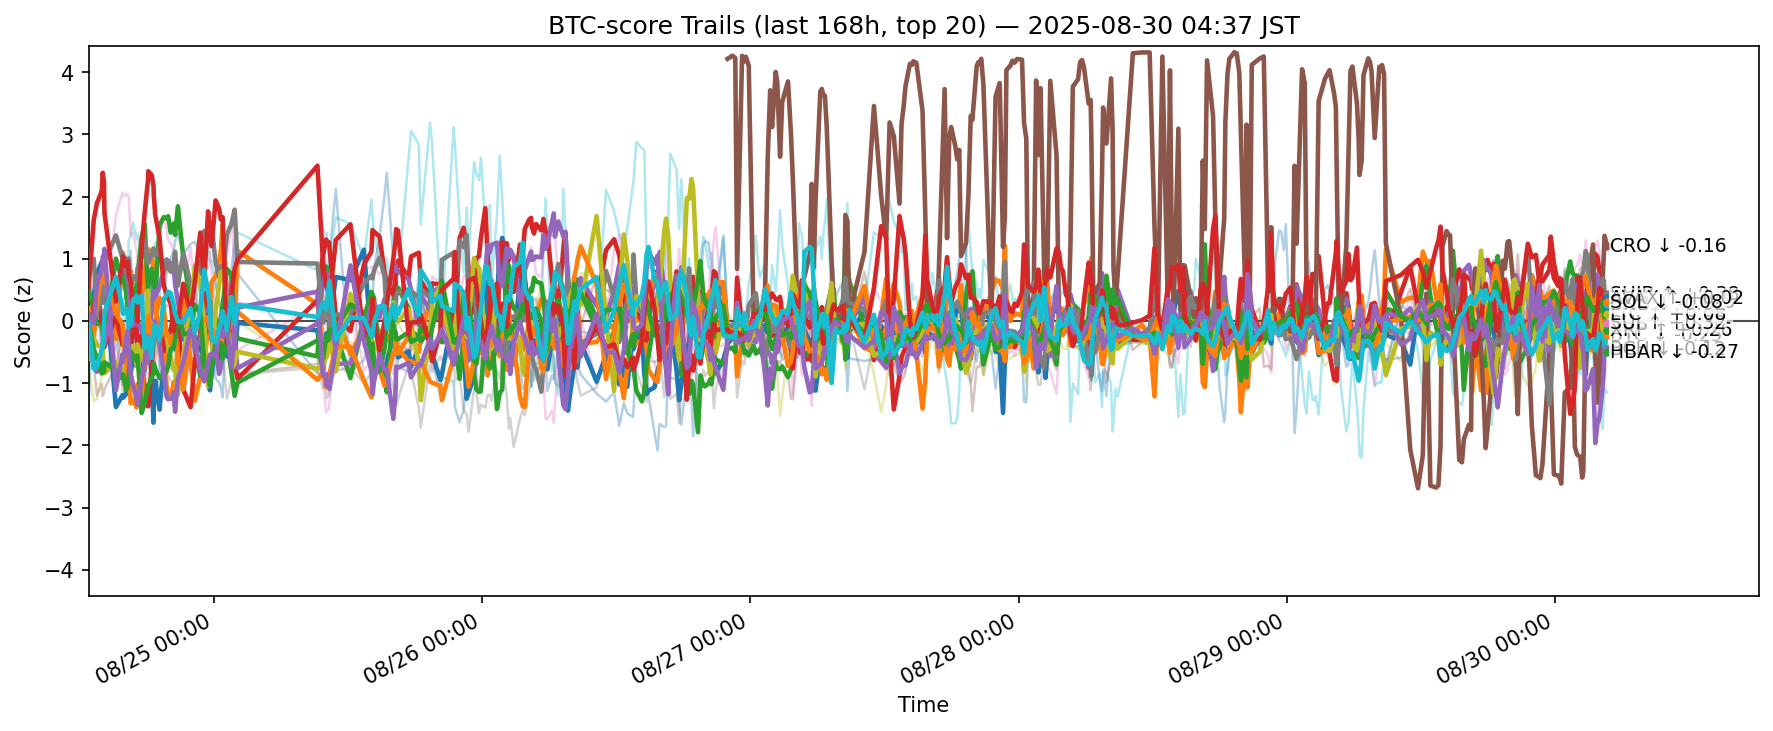 BTC-score Trails (last 168h, top 20) — 2025-08-30 04:37 JST
Score (z)
4
3
2
1
0
−1
−2
−3
−4
CRO ↓ -0.16
SOL ↓ -0.08
HBAR ↓ -0.27
08/25 00:00
08/26 00:00
08/27 00:00
08/28 00:00
08/29 00:00
08/30 00:00
Time